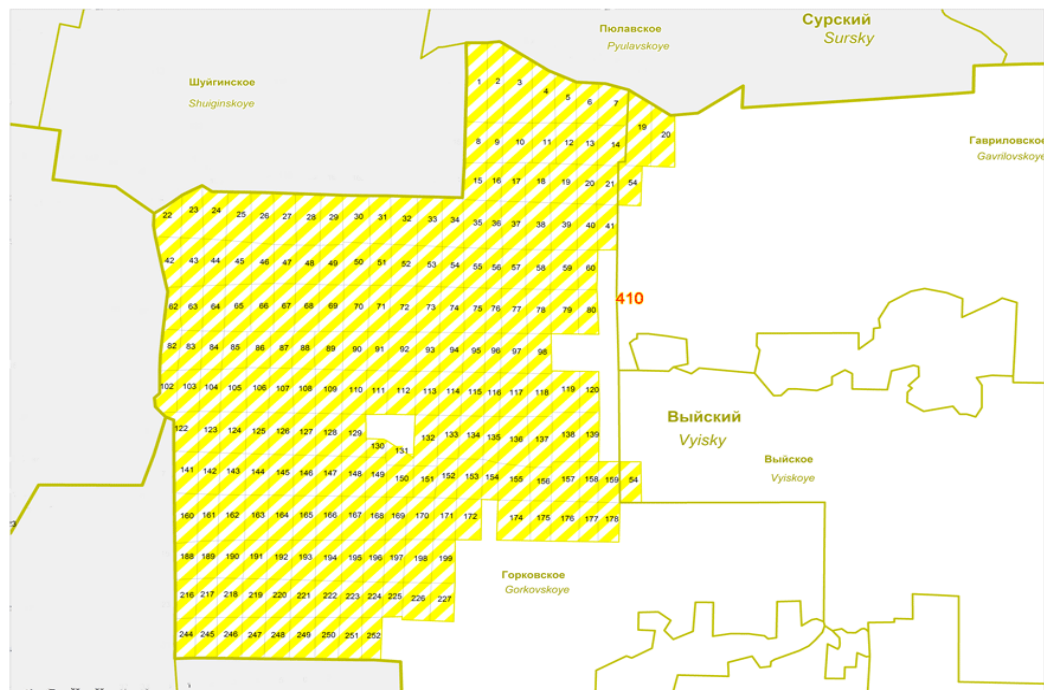 Сурский
Sursky
Пюлавское
Pyulavskoye
Шуйгинское
Shuiginskoye
Гавриловское
Gavrilovskoye
1 2 3 4 5 6 7 19 20
8 9 10 11 12 13 14
15 16 17 18 19 20 21 54
22 23 24 25 26 27 28 29 30 31 32 33 34 35 36 37 38 39 40 41
42 43 44 45 46 47 48 49 50 51 52 53 54 55 56 57 58 59 60
410
62 63 64 65 66 67 68 69 70 71 72 73 74 75 76 77 78 79 80
82 83 84 85 86 87 88 89 90 91 92 93 94 95 96 97 98
102 103 104 105 106 107 108 109 110 111 112 113 114 115 116 117 118 119 120
Выйский
Vyisky
122 123 124 125 126 127 128 129 130 131 132 133 134 135 136 137 138 139
Выйское
Vyiskoye
141 142 143 144 145 146 147 148 149 150 151 152 153 154 155 156 157 158 159 54
160 161 162 163 164 165 166 167 168 169 170 171 172 174 175 176 177 178
188 189 190 191 192 193 194 195 196 197 198 199
Горковское
Gorkovskoye
216 217 218 219 220 221 222 223 224 225 226 227
244 245 246 247 248 249 250 251 252